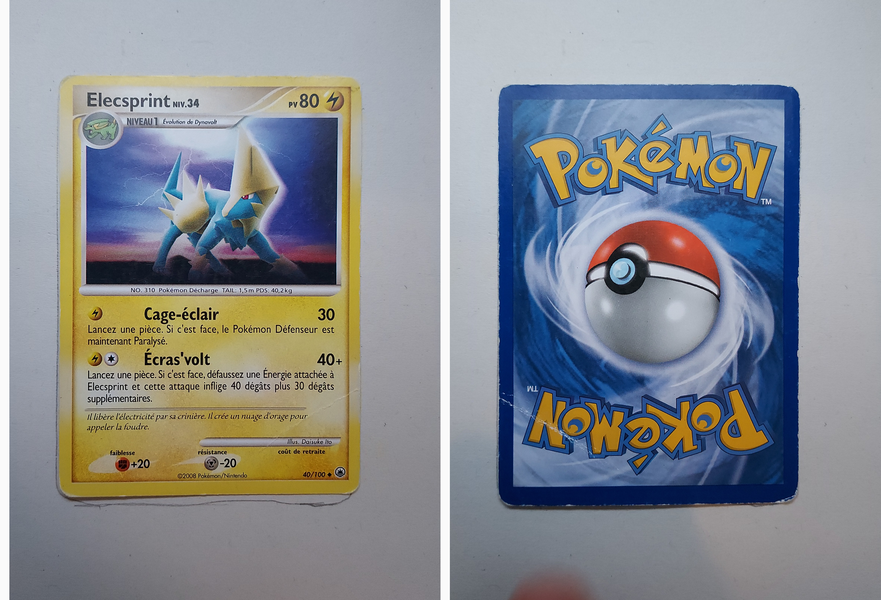 Elecsprint NIV.34 PV 80
NIVEAU 1 Évolution de Dynavolt
NO. 310 Pokémon Décharge TAIL: 1,5m PDS: 40,2kg
Cage-éclair 30
Lancez une pièce. Si c'est face, le Pokémon Défenseur est
maintenant Paralysé.
Écras'volt 40+
Lancez une pièce. Si c'est face, défaussez une Énergie attachée à
Elecsprint et cette attaque inflige 40 dégâts plus 30 dégâts
supplémentaires.
Il libère l'électricité par sa crinière. Il crée un nuage d'orage pour
appeler la foudre.
Illus. Daisuke Ito
faiblesse résistance coût de retraite
+20 -20
©2008 Pokémon/Nintendo 40/100
POKÉMON
TM
TM
POKÉMON